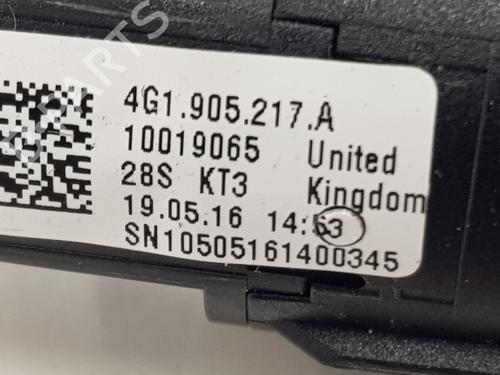 4G1.905.217.A
10019065 United
28S KT3 Kingdom
19.05.16 14:53
SN10505161400345